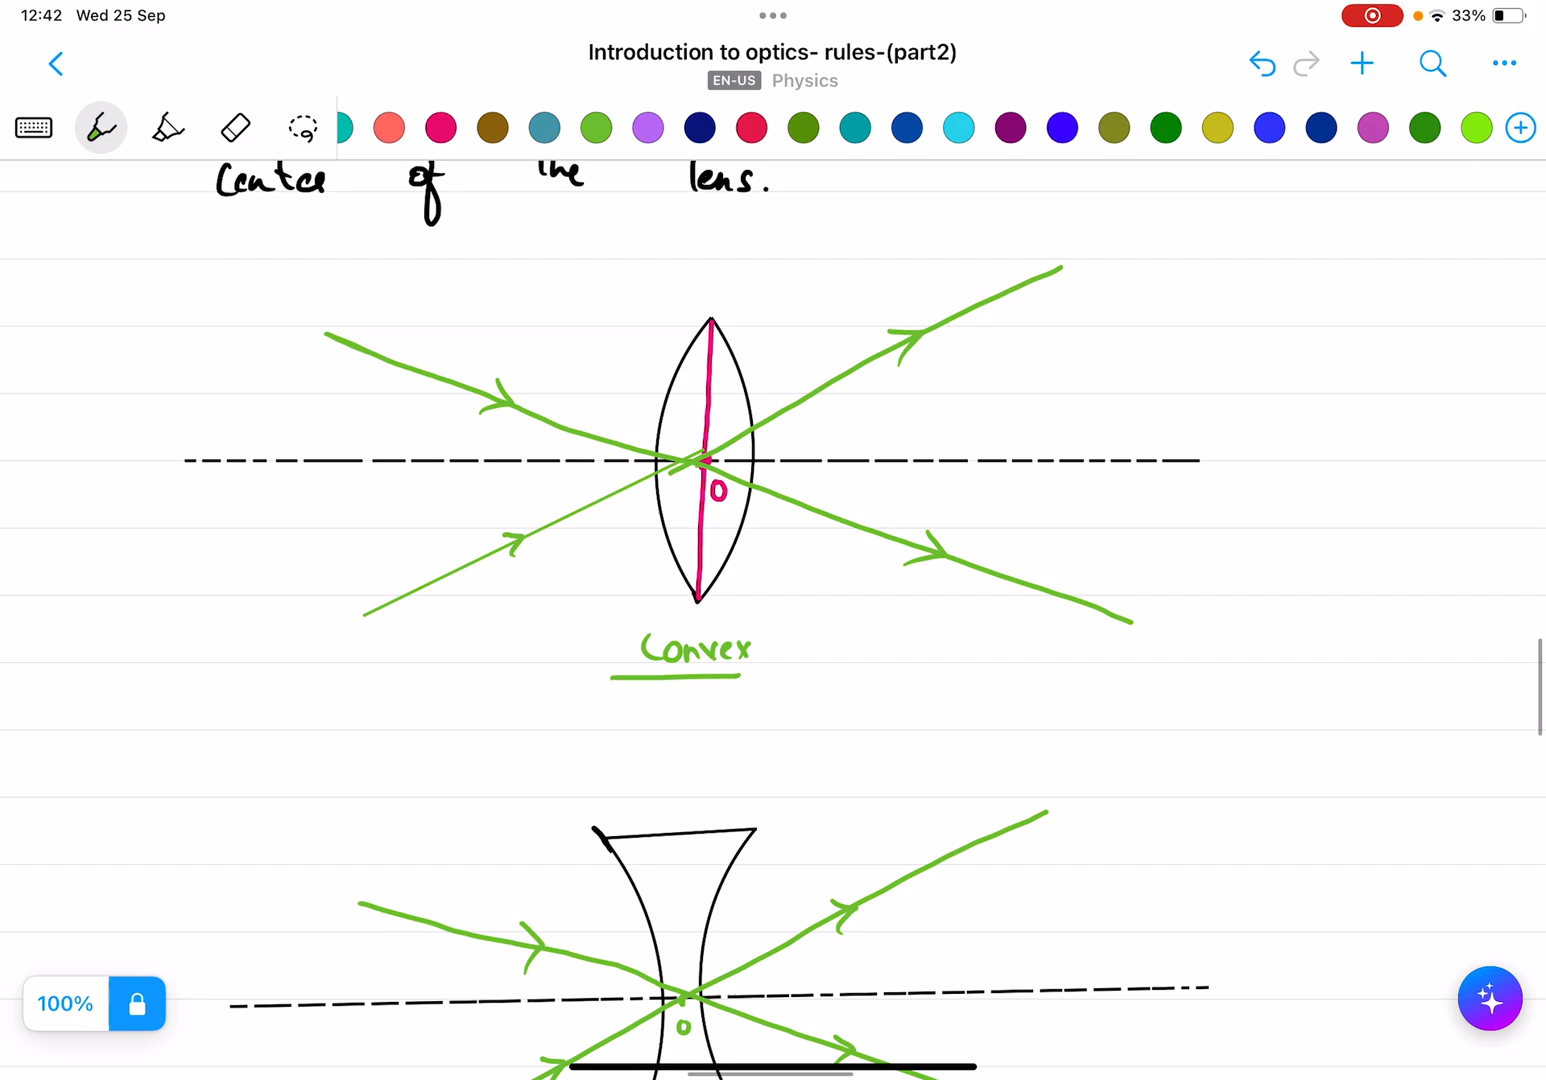 12:42 Wed 25 Sep
33%
Introduction to optics- rules-(part2)
EN-US Physics
Center of the lens.
O
Convex
O
100%